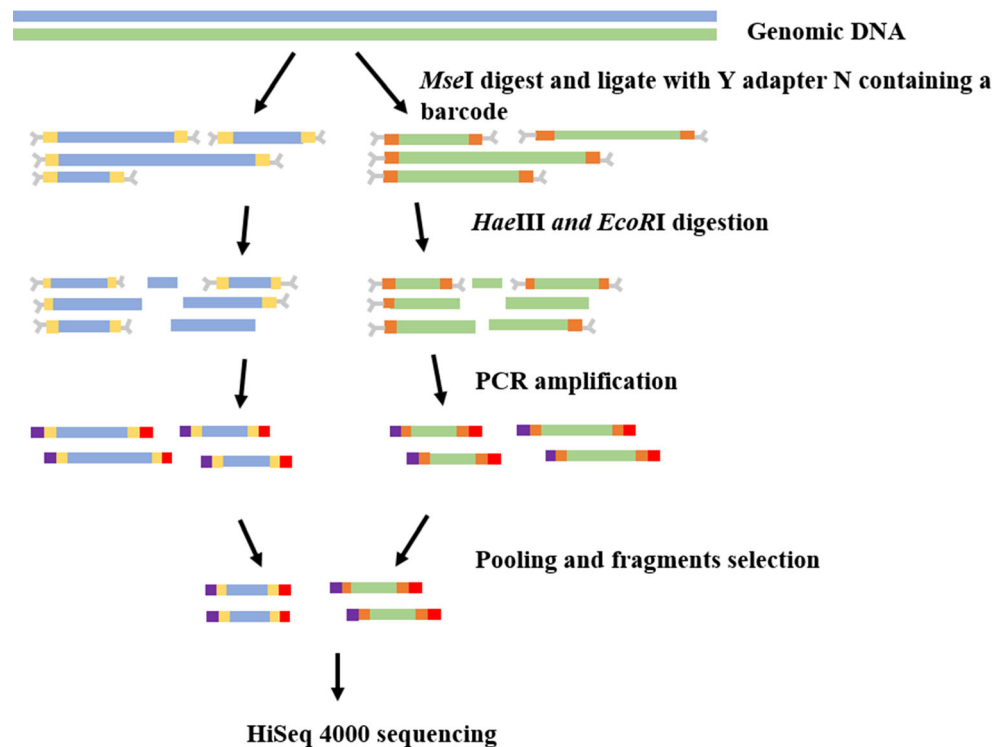 Genomic DNA
MseI digest and ligate with Y adapter N containing a
barcode
HaeIII and EcoRI digestion
PCR amplification
Pooling and fragments selection
HiSeq 4000 sequencing